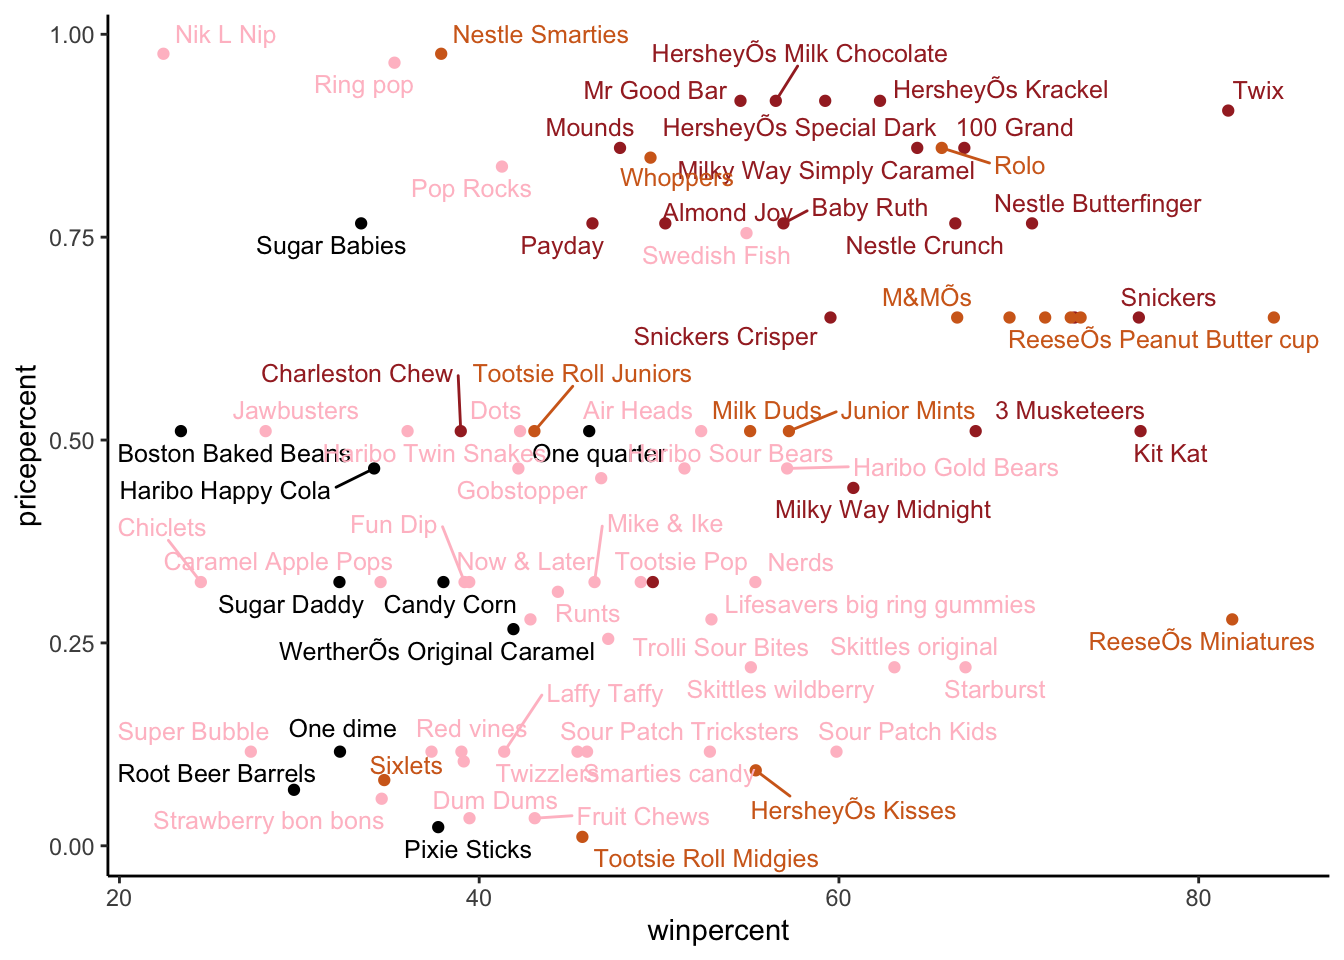 1.00
Nik L Nip
Nestle Smarties
HersheyÕs Milk Chocolate
Ring pop
Mr Good Bar
HersheyÕs Krackel
Twix
Mounds
HersheyÕs Special Dark
100 Grand
Whoppers
Milky Way Simply Caramel
Rolo
Pop Rocks
Almond Joy
Baby Ruth
Nestle Butterfinger
0.75
Sugar Babies
Payday
Swedish Fish
Nestle Crunch
M&MÕs
Snickers
Snickers Crisper
ReeseÕs Peanut Butter cup
Charleston Chew
Tootsie Roll Juniors
Jawbusters
Dots
Air Heads
Milk Duds
Junior Mints
3 Musketeers
0.50
Boston Baked Beans
Haribo Twin Snakes
One quarter
Haribo Sour Bears
Kit Kat
Haribo Happy Cola
Gobstopper
Haribo Gold Bears
Milky Way Midnight
Chiclets
Fun Dip
Mike & Ike
Caramel Apple Pops
Now & Later
Tootsie Pop
Nerds
Sugar Daddy
Candy Corn
Runts
Lifesavers big ring gummies
0.25
WertherÕs Original Caramel
Trolli Sour Bites
Skittles original
ReeseÕs Miniatures
Laffy Taffy
Skittles wildberry
Starburst
Super Bubble
One dime
Red vines
Sour Patch Tricksters
Sour Patch Kids
Root Beer Barrels
Sixlets
Twizzlers
Smarties candy
Strawberry bon bons
Dum Dums
Fruit Chews
HersheyÕs Kisses
0.00
Pixie Sticks
Tootsie Roll Midgies
20
40
60
80
winpercent
pricepercent